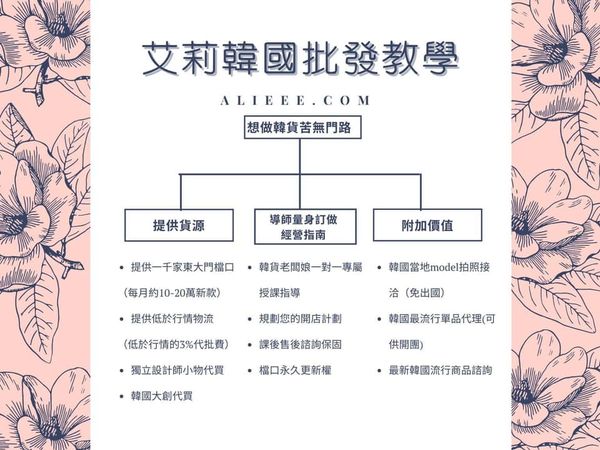 艾莉韓國批發教學
ALIEEE.COM
想做韓貨苦無門路
提供貨源
• 提供一千家東大門檔口
（每月約10-20萬新款）
• 提供低於行情物流
（低於行情的3%代批費）
• 獨立設計師小物代買
• 韓國大創代買
導師量身訂做
經營指南
• 韓貨老闆娘一對一專屬
授課指導
• 規劃您的開店計劃
• 課後售後諮詢保固
• 檔口永久更新權
附加價值
• 韓國當地model拍照接
洽（免出國）
• 韓國最流行單品代理(可
供開團)
• 最新韓國流行商品諮詢